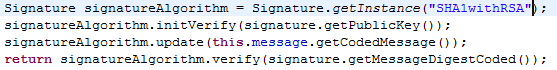 Signature signatureAlgorithm = Signature.getInstance("SHA1withRSA");
signatureAlgorithm.initVerify(signature.getPublicKey());
signatureAlgorithm.update(this.message.getCodedMessage());
return signatureAlgorithm.verify(signature.getMessageDigestCoded());